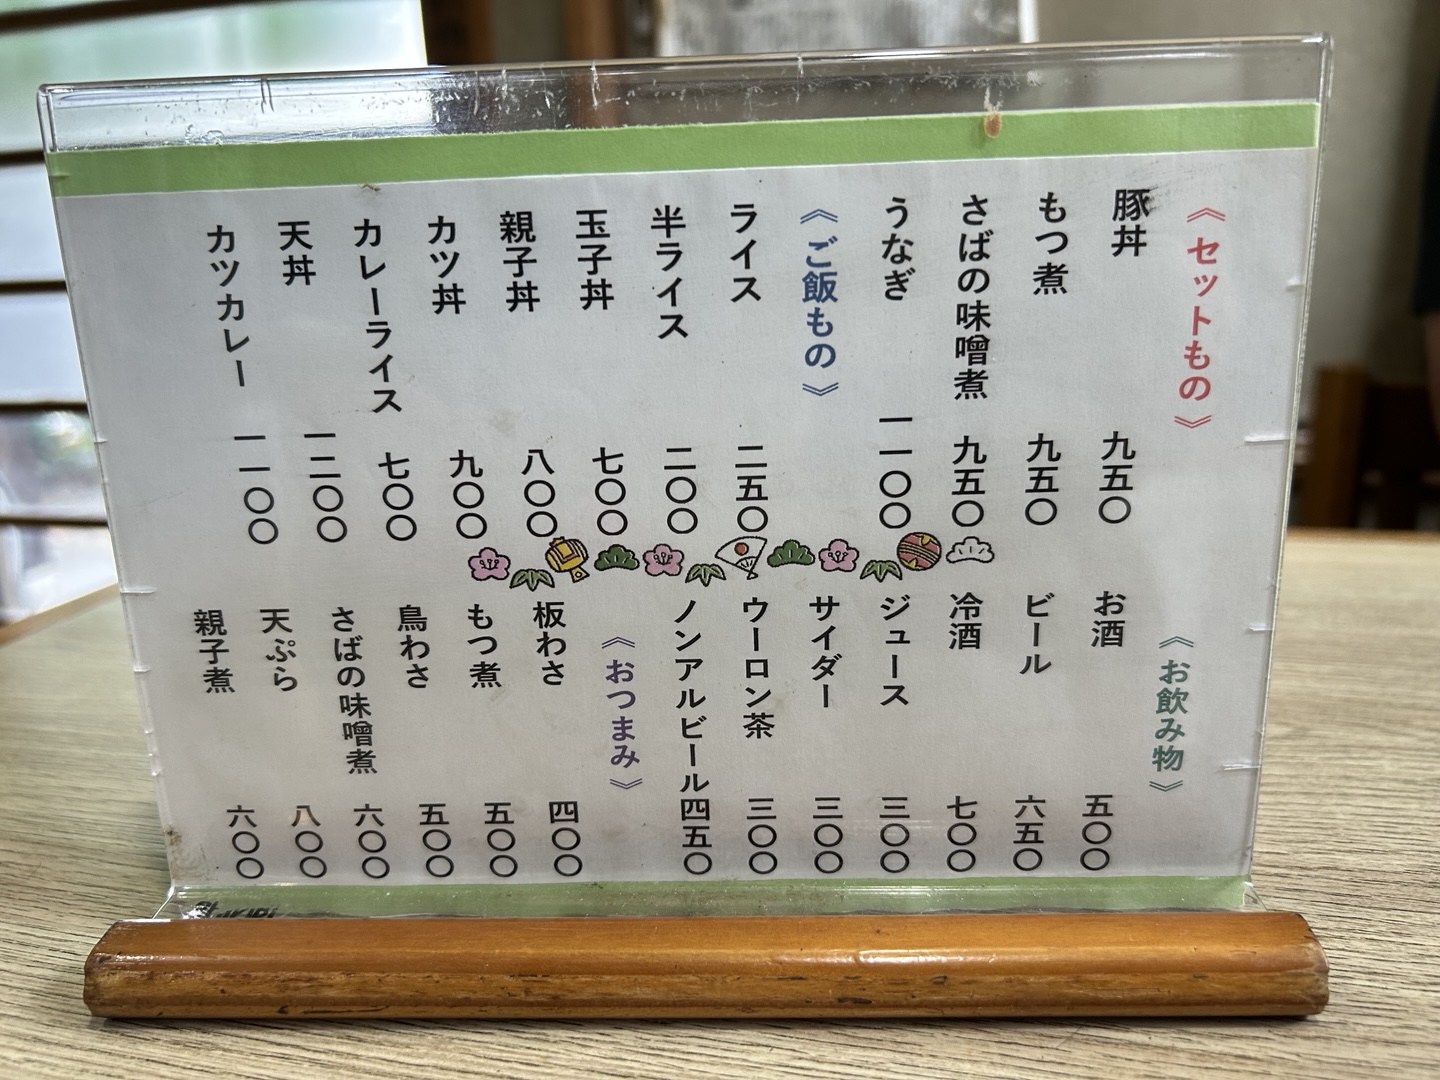 《セットもの》
豚丼 九五〇
もつ煮 九五〇
さばの味噌煮 九五〇
うなぎ 一一〇〇
《ご飯もの》
ライス 二五〇
半ライス 二〇〇
玉子丼 七〇〇
親子丼 八〇〇
カツ丼 九〇〇
カレーライス 七〇〇
天丼 一二〇〇
カツカレー 一一〇〇
《お飲み物》
お酒 五〇〇
ビール 六五〇
冷酒 七〇〇
ジュース 三〇〇
サイダー 三〇〇
ウーロン茶 三〇〇
ノンアルビール 四五〇
《おつまみ》
板わさ 四〇〇
もつ煮 五〇〇
鳥わさ 五〇〇
さばの味噌煮 六〇〇
天ぷら 八〇〇
親子煮 六〇〇